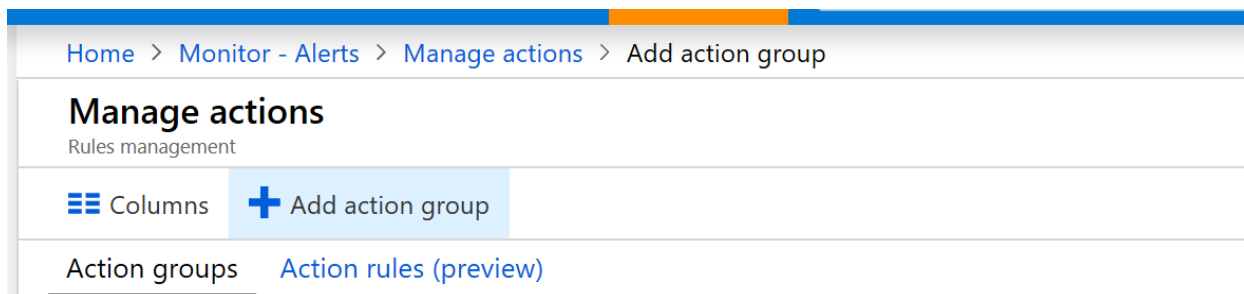 Home > Monitor - Alerts > Manage actions > Add action group
Manage actions
Rules management
Columns Add action group
Action groups Action rules (preview)